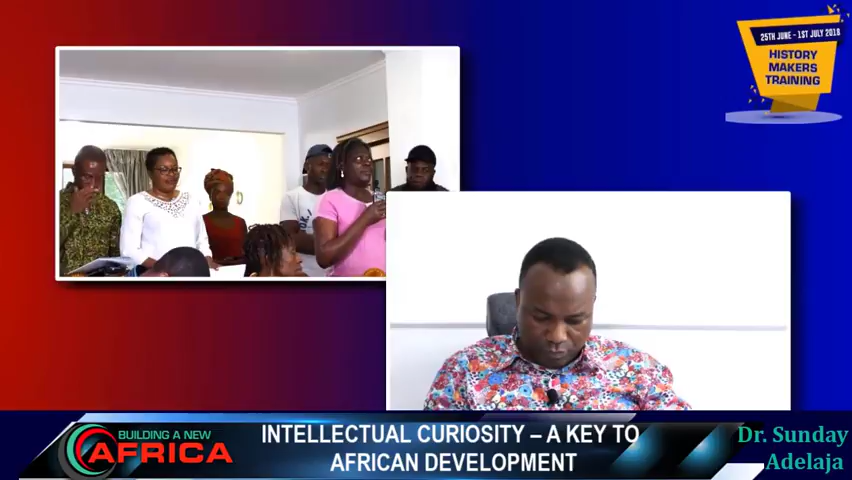 25TH JUNE - 1ST JULY 2018
HISTORY
MAKERS
TRAINING
BUILDING A NEW
AFRICA
INTELLECTUAL CURIOSITY – A KEY TO
AFRICAN DEVELOPMENT
Dr. Sunday
Adelaja